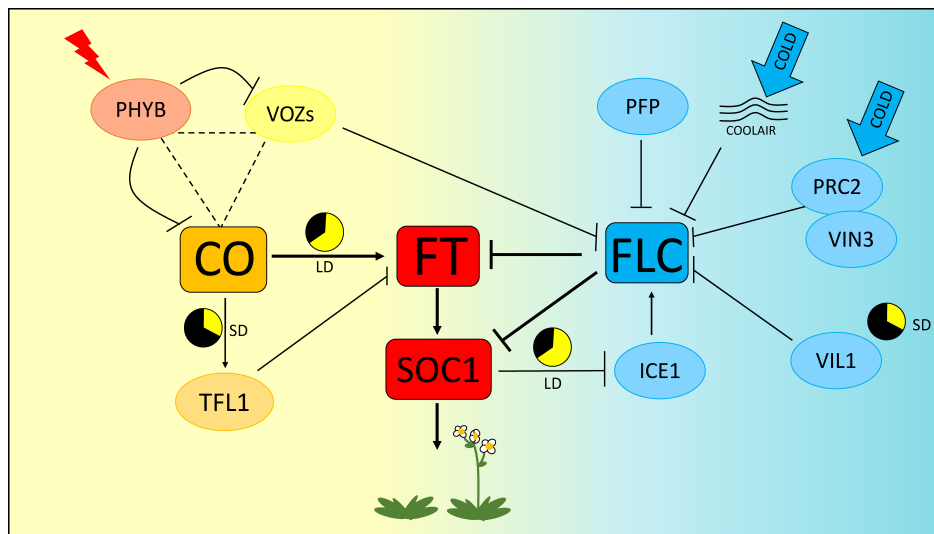 COLD
COLD
PHYB
VOZs
PFP
COOLAIR
PRC2
VIN3
CO
LD
FT
FLC
SD
SOC1
LD
ICE1
VIL1
SD
TFL1